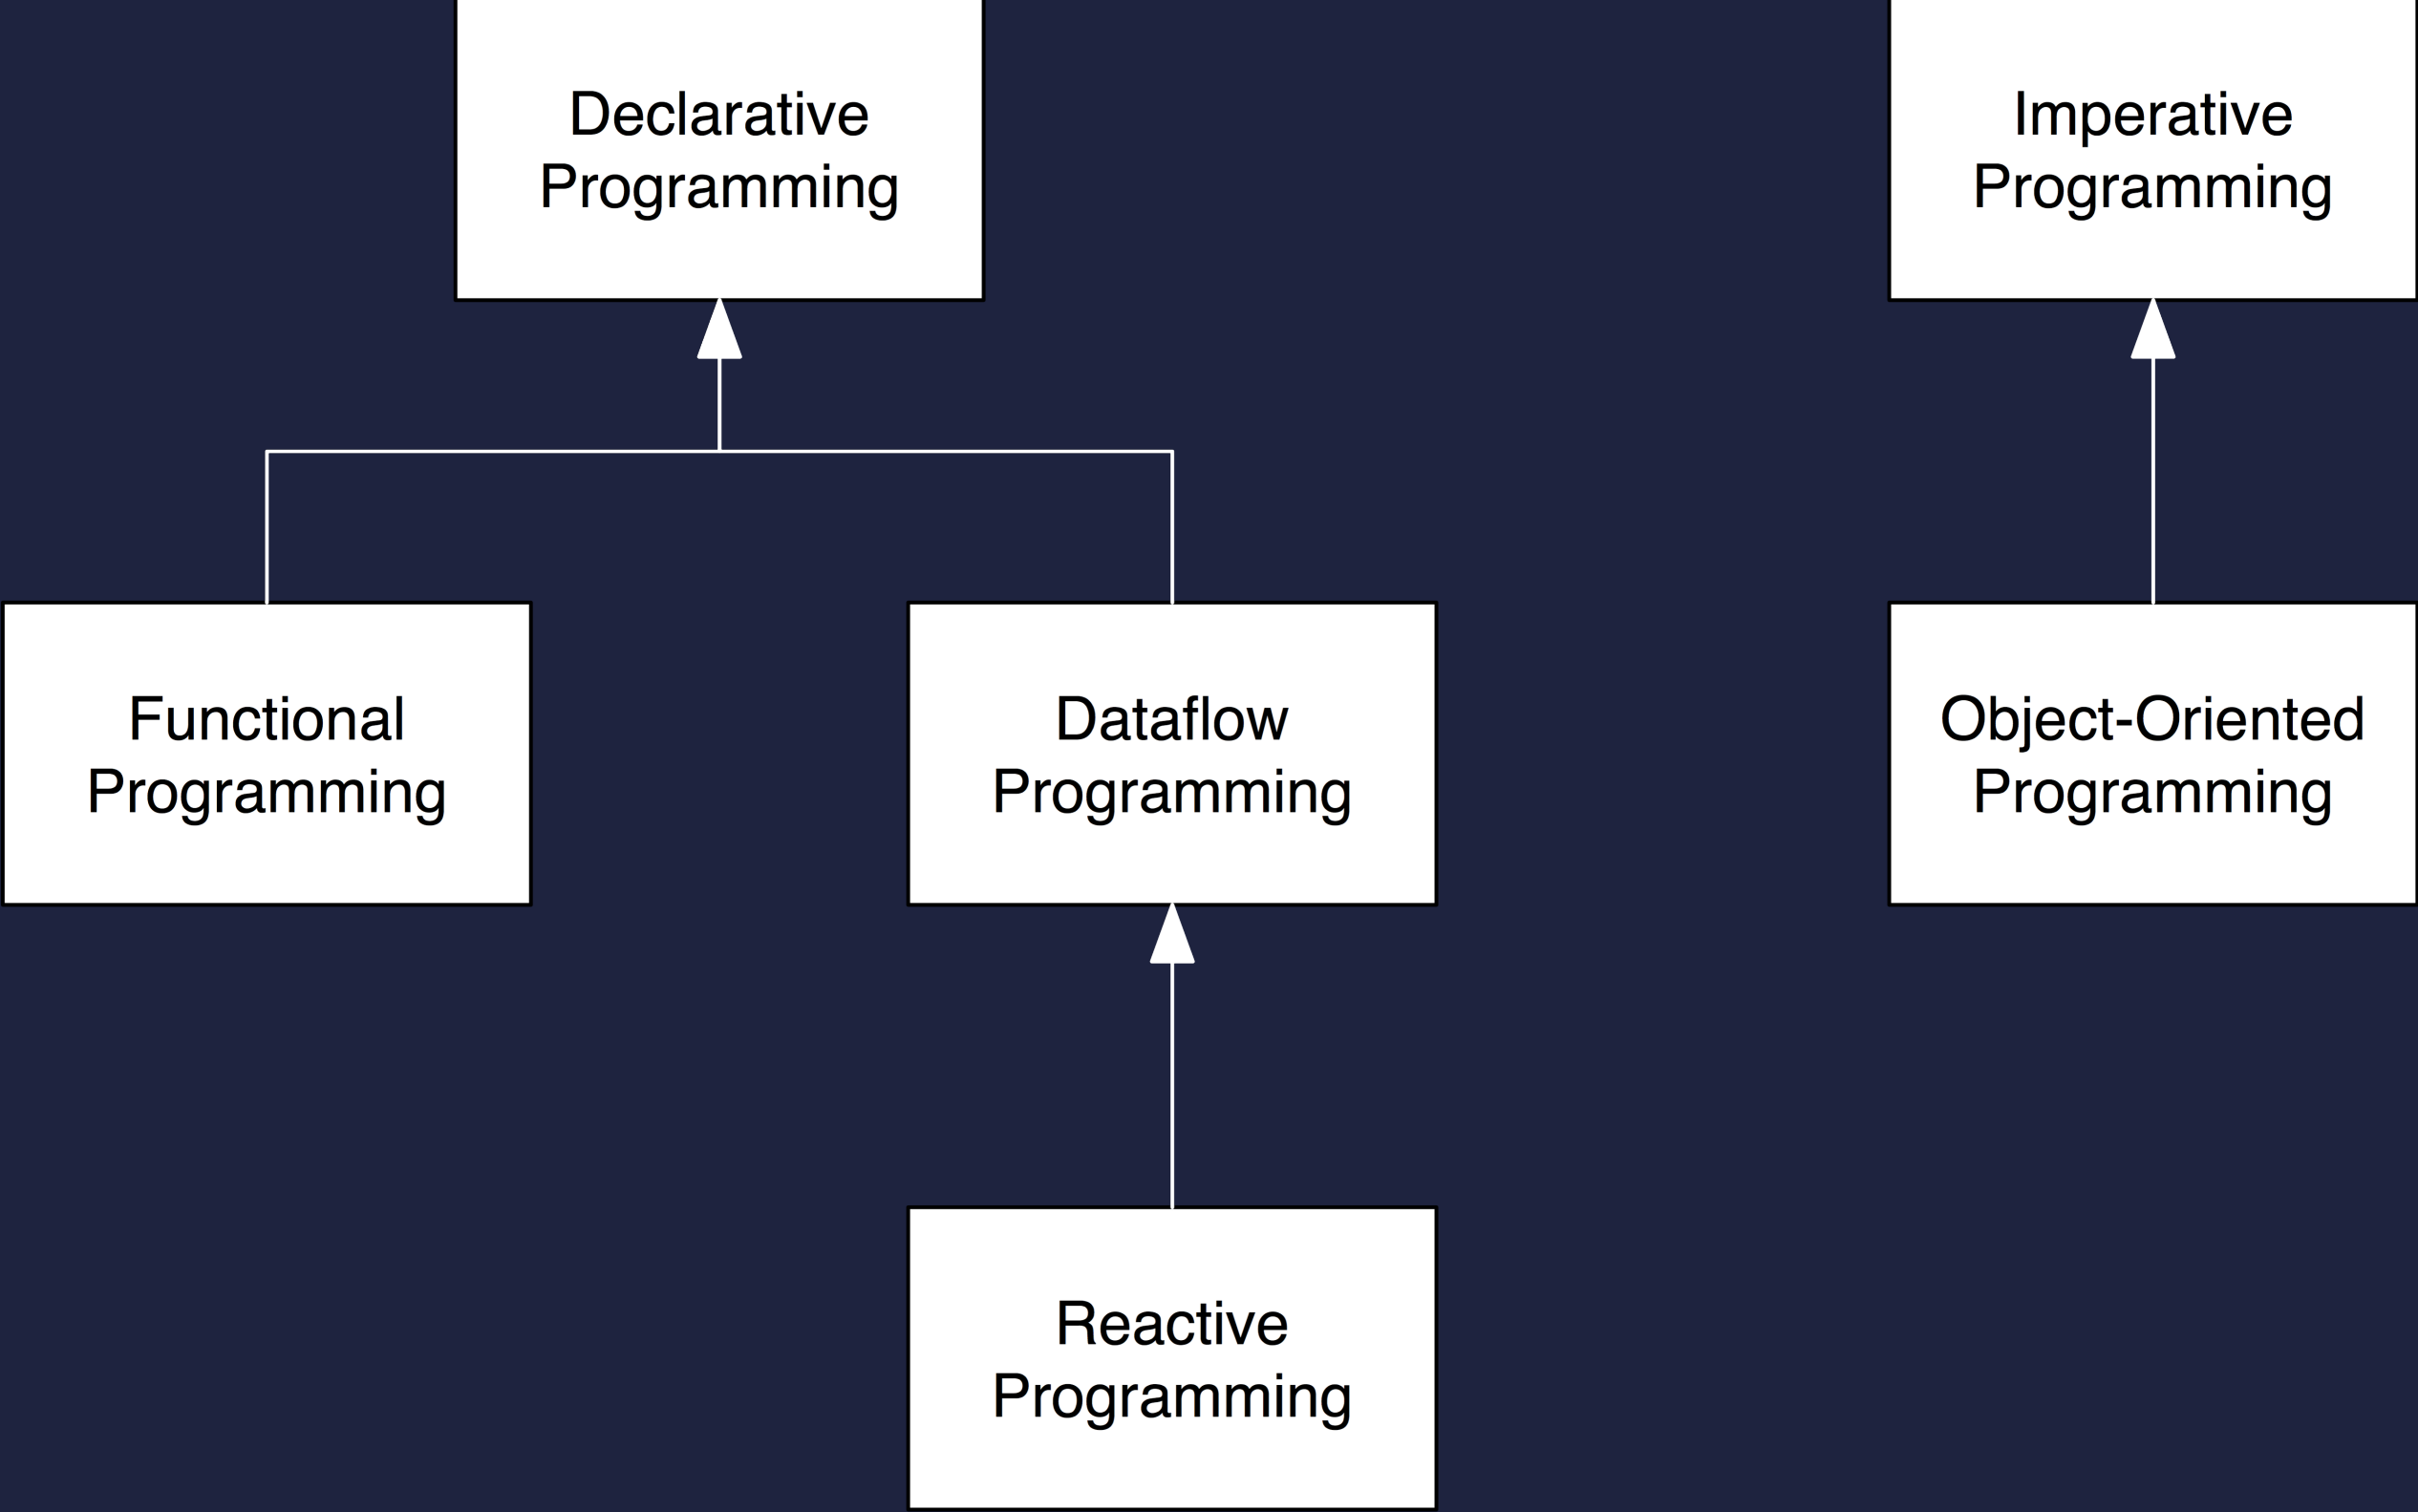 Declarative
Programming
Imperative
Programming
Functional
Programming
Dataflow
Programming
Object-Oriented
Programming
Reactive
Programming